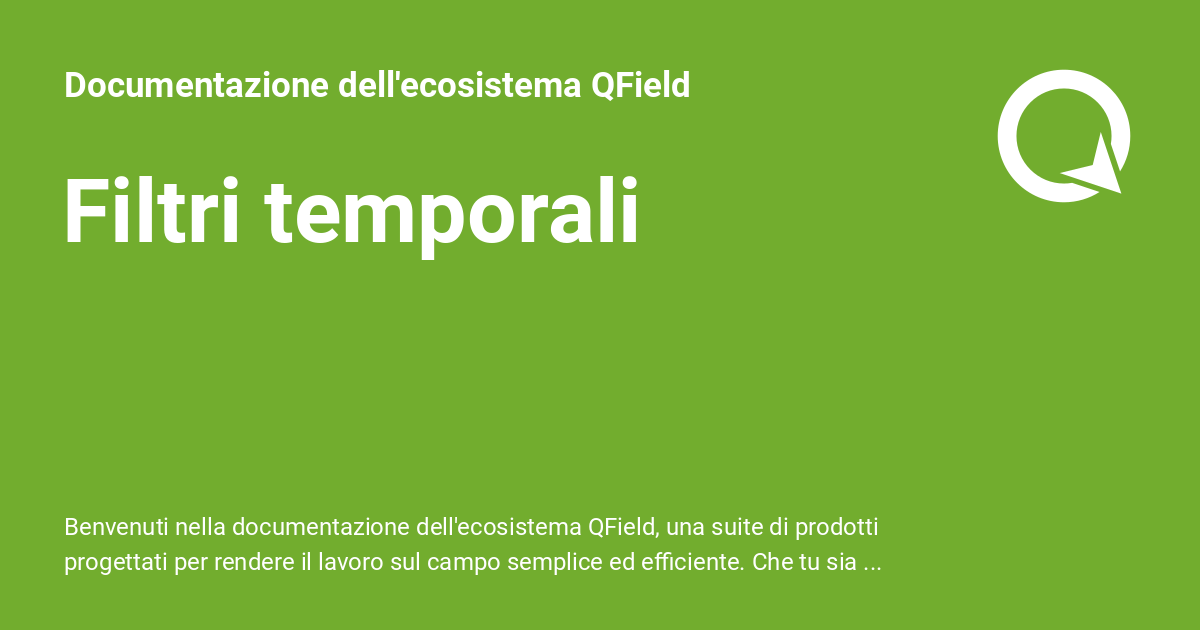 Documentazione dell'ecosistema QField
Filtri temporali
Benvenuti nella documentazione dell'ecosistema QField, una suite di prodotti
progettati per rendere il lavoro sul campo semplice ed efficiente. Che tu sia ...